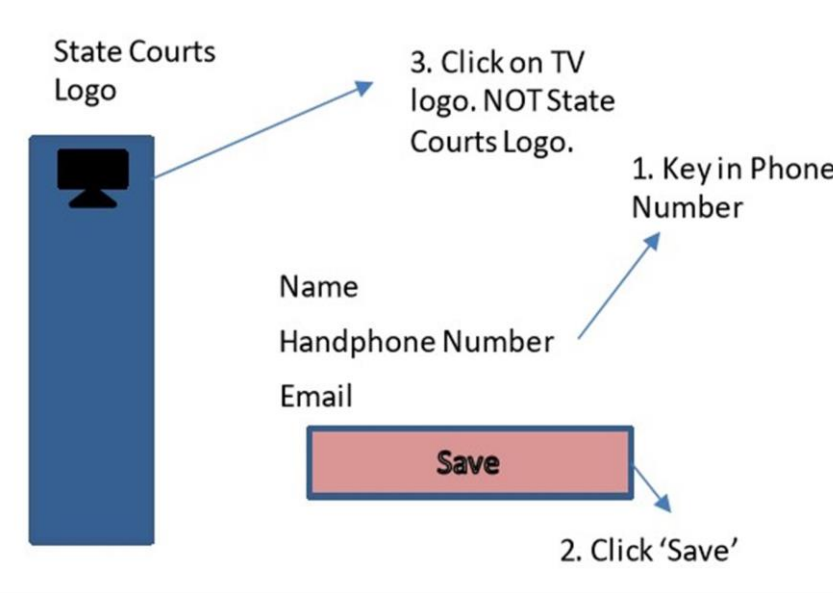 State Courts
Logo
3. Click on TV
logo. NOT State
Courts Logo.
1. Key in Phone
Number
Name
Handphone Number
Email
Save
2. Click ‘Save’